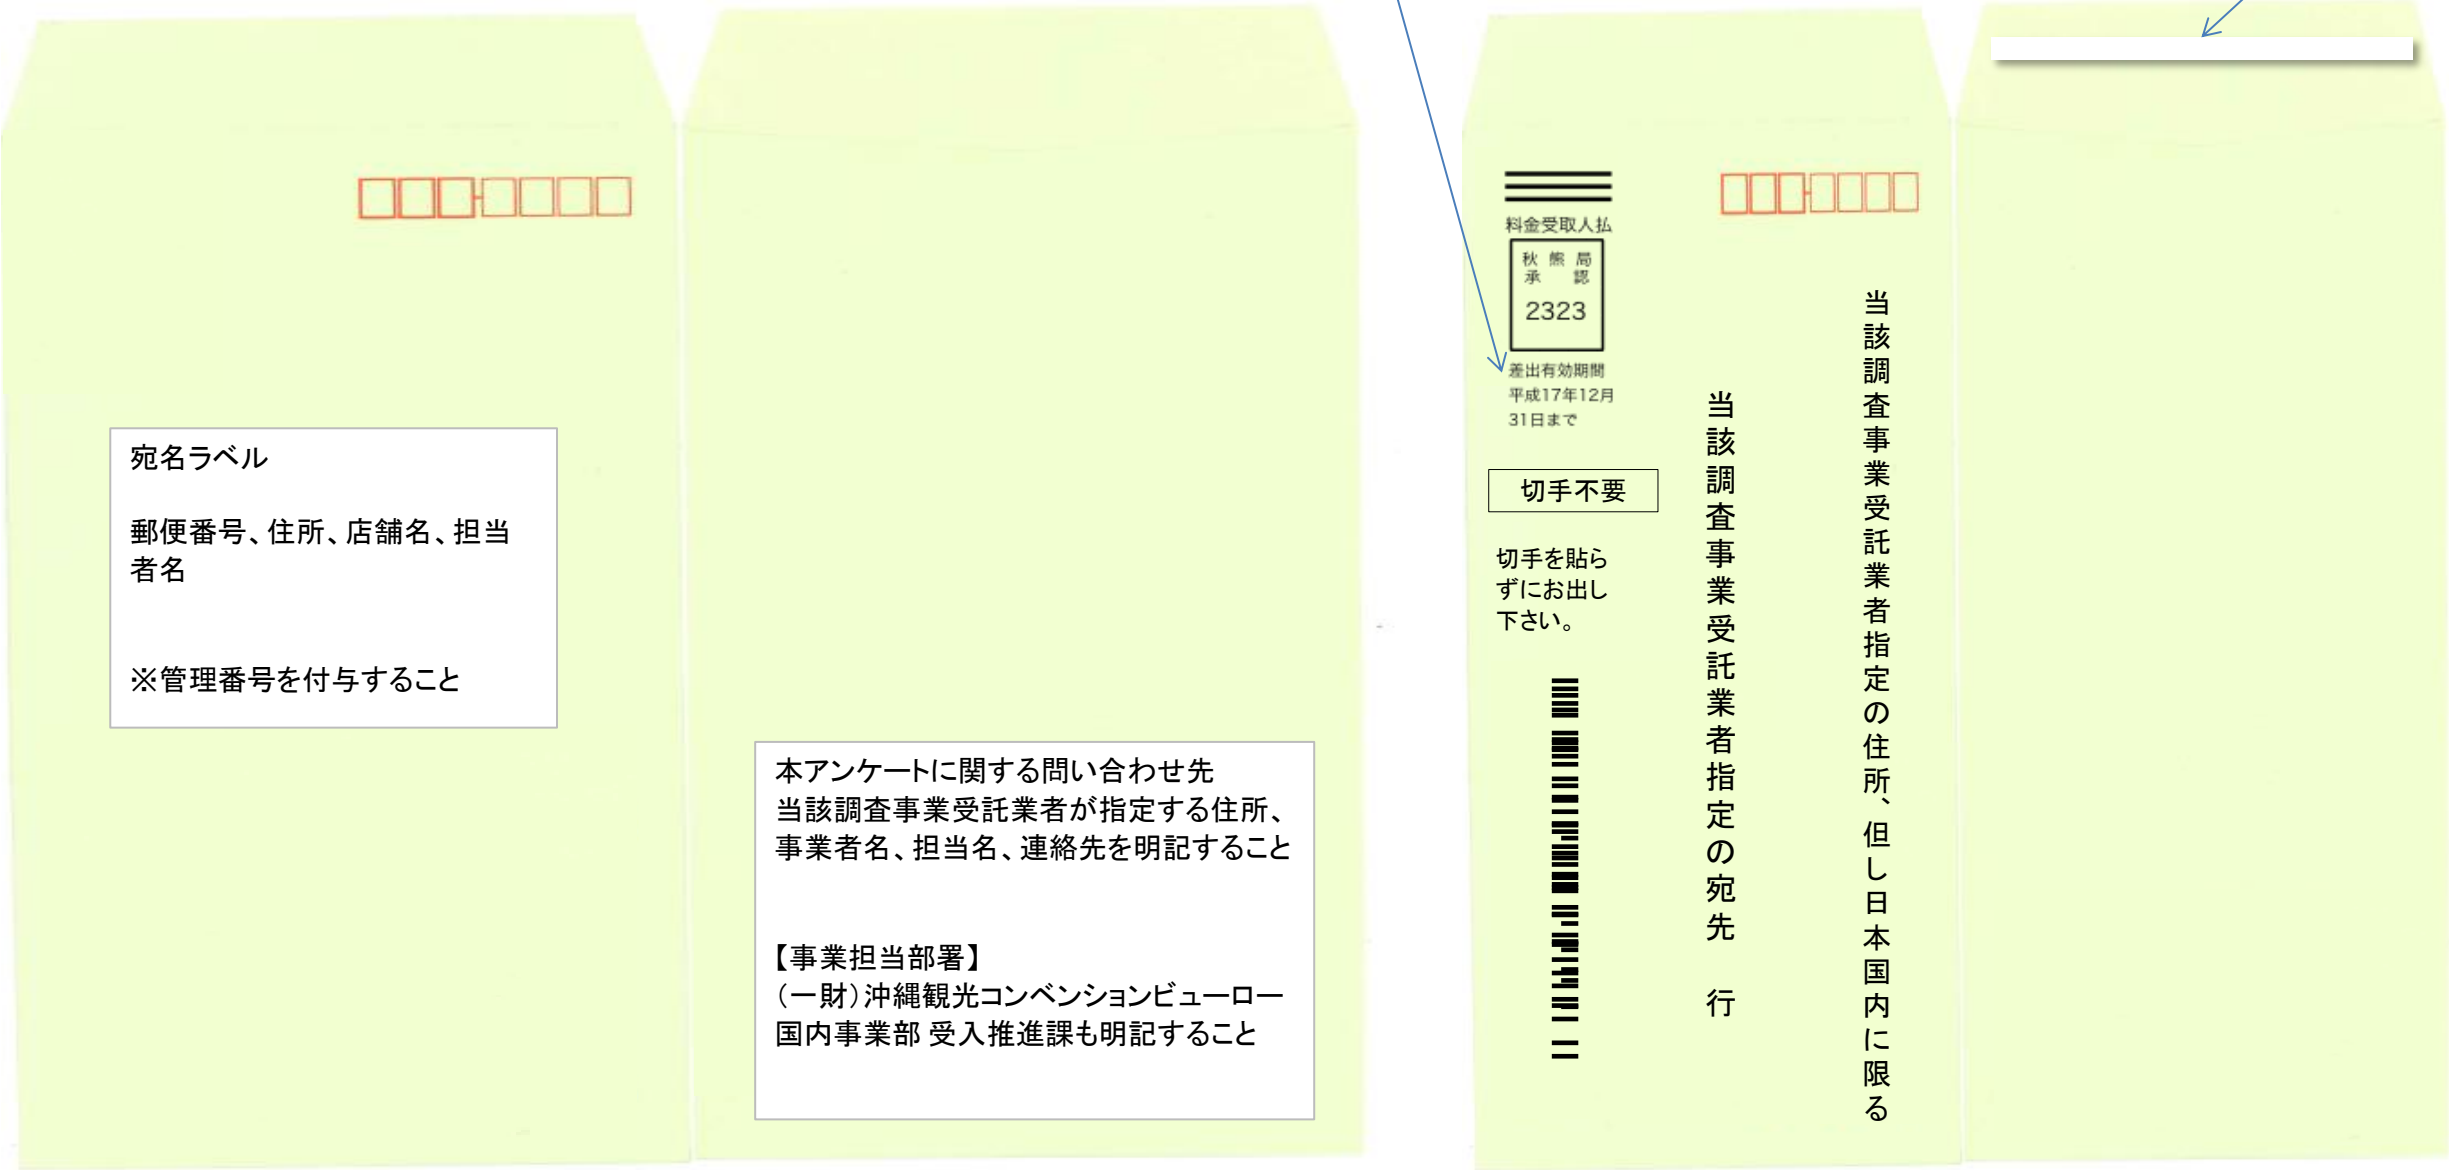 宛名ラベル
郵便番号、住所、店舗名、担当
者名
※管理番号を付与すること
本アンケートに関する問い合わせ先
当該調査事業受託業者が指定する住所、
事業者名、担当名、連絡先を明記すること
【事業担当部署】
(一財)沖縄観光コンベンションビューロー
国内事業部 受入推進課も明記すること
料金受取人払
秋熊局
承認
2323
差出有効期間
平成17年12月
31日まで
切手不要
切手を貼ら
ずにお出し
下さい。
当該調査事業受託業者指定の住所、但し日本国内に限る
当該調査事業受託業者指定の宛先 行